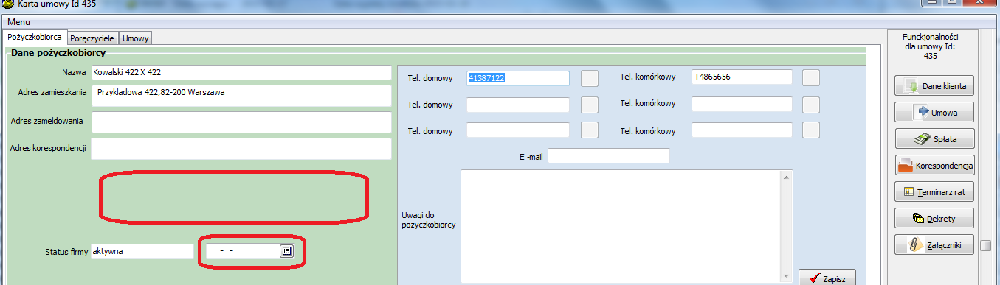 Karta umowy Id 435
Menu
Pożyczkobiorca Poręczyciele Umowy
Dane pożyczkobiorcy
Nazwa Kowalski 422 X 422
Adres zamieszkania Przykladowa 422,82-200 Warszawa
Adres zameldowania
Adres korespondencji
Status firmy aktywna - - 15
Tel. domowy 41387122 Tel. komórkowy +4865656
Tel. domowy Tel. komórkowy
Tel. domowy Tel. komórkowy
E -mail
Uwagi do
pożyczkobiorcy
Zapisz
Funckjonalności
dla umowy Id:
435
Dane klienta
Umowa
Spłata
Korespondencja
Terminarz rat
Dekrety
Załączniki